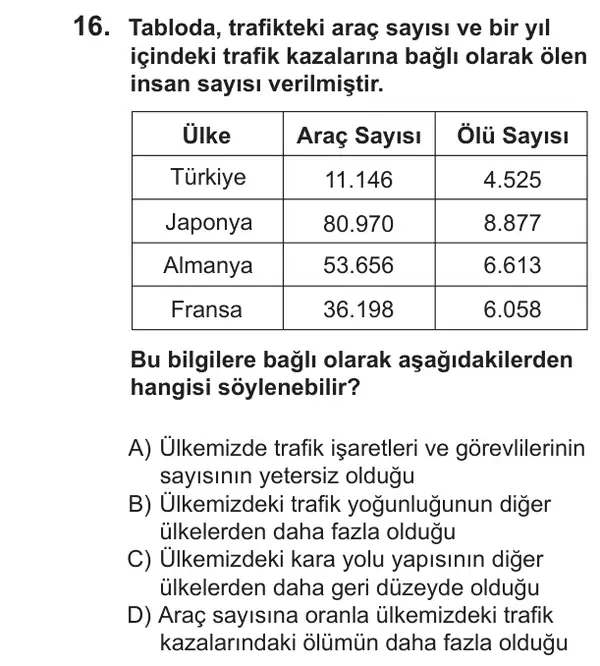 16. Tabloda, trafikteki araç sayısı ve bir yıl
içindeki trafik kazalarına bağlı olarak ölen
insan sayısı verilmiştir.
Ülke Araç Sayısı Ölü Sayısı
Türkiye 11.146 4.525
Japonya 80.970 8.877
Almanya 53.656 6.613
Fransa 36.198 6.058
Bu bilgilere bağlı olarak aşağıdakilerden
hangisi söylenebilir?
A) Ülkemizde trafik işaretleri ve görevlilerinin
sayısının yetersiz olduğu
B) Ülkemizdeki trafik yoğunluğunun diğer
ülkelerden daha fazla olduğu
C) Ülkemizdeki kara yolu yapısının diğer
ülkelerden daha geri düzeyde olduğu
D) Araç sayısına oranla ülkemizdeki trafik
kazalarındaki ölümün daha fazla olduğu